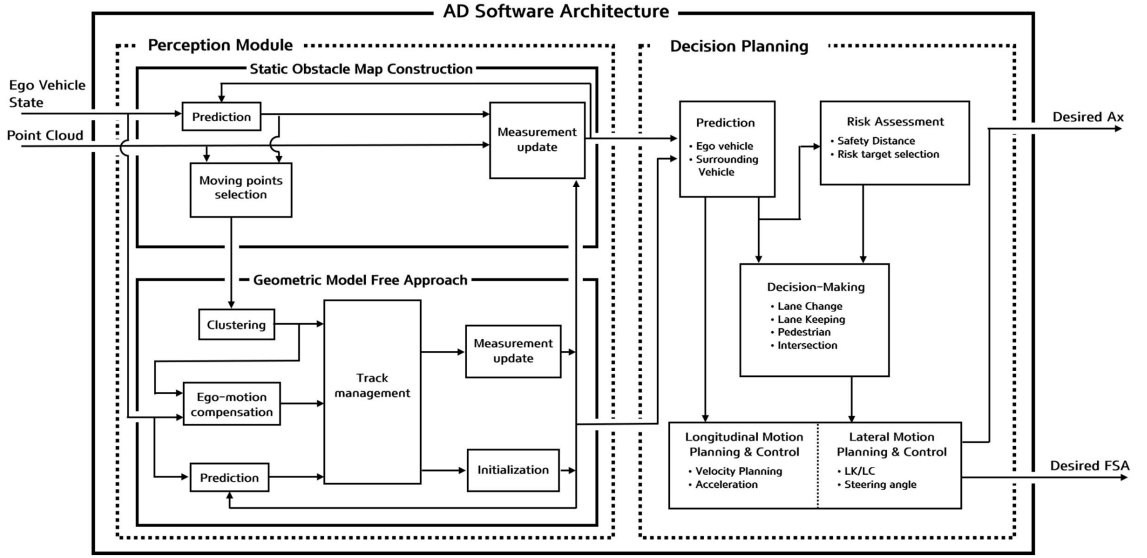 AD Software Architecture
Perception Module
Decision Planning
Static Obstacle Map Construction
Ego Vehicle
State
Point Cloud
Prediction
Measurement
update
Moving points
selection
Geometric Model Free Approach
Clustering
Track
management
Measurement
update
Ego-motion
compensation
Prediction
Initialization
Prediction
• Ego vehicle
• Surrounding
Vehicle
Risk Assessment
• Safety Distance
• Risk target selection
Decision-Making
• Lane Change
• Lane Keeping
• Pedestrian
• Intersection
Longitudinal Motion
Planning & Control
• Velocity Planning
• Acceleration
Lateral Motion
Planning & Control
• LK/LC
• Steering angle
Desired Ax
Desired FSA